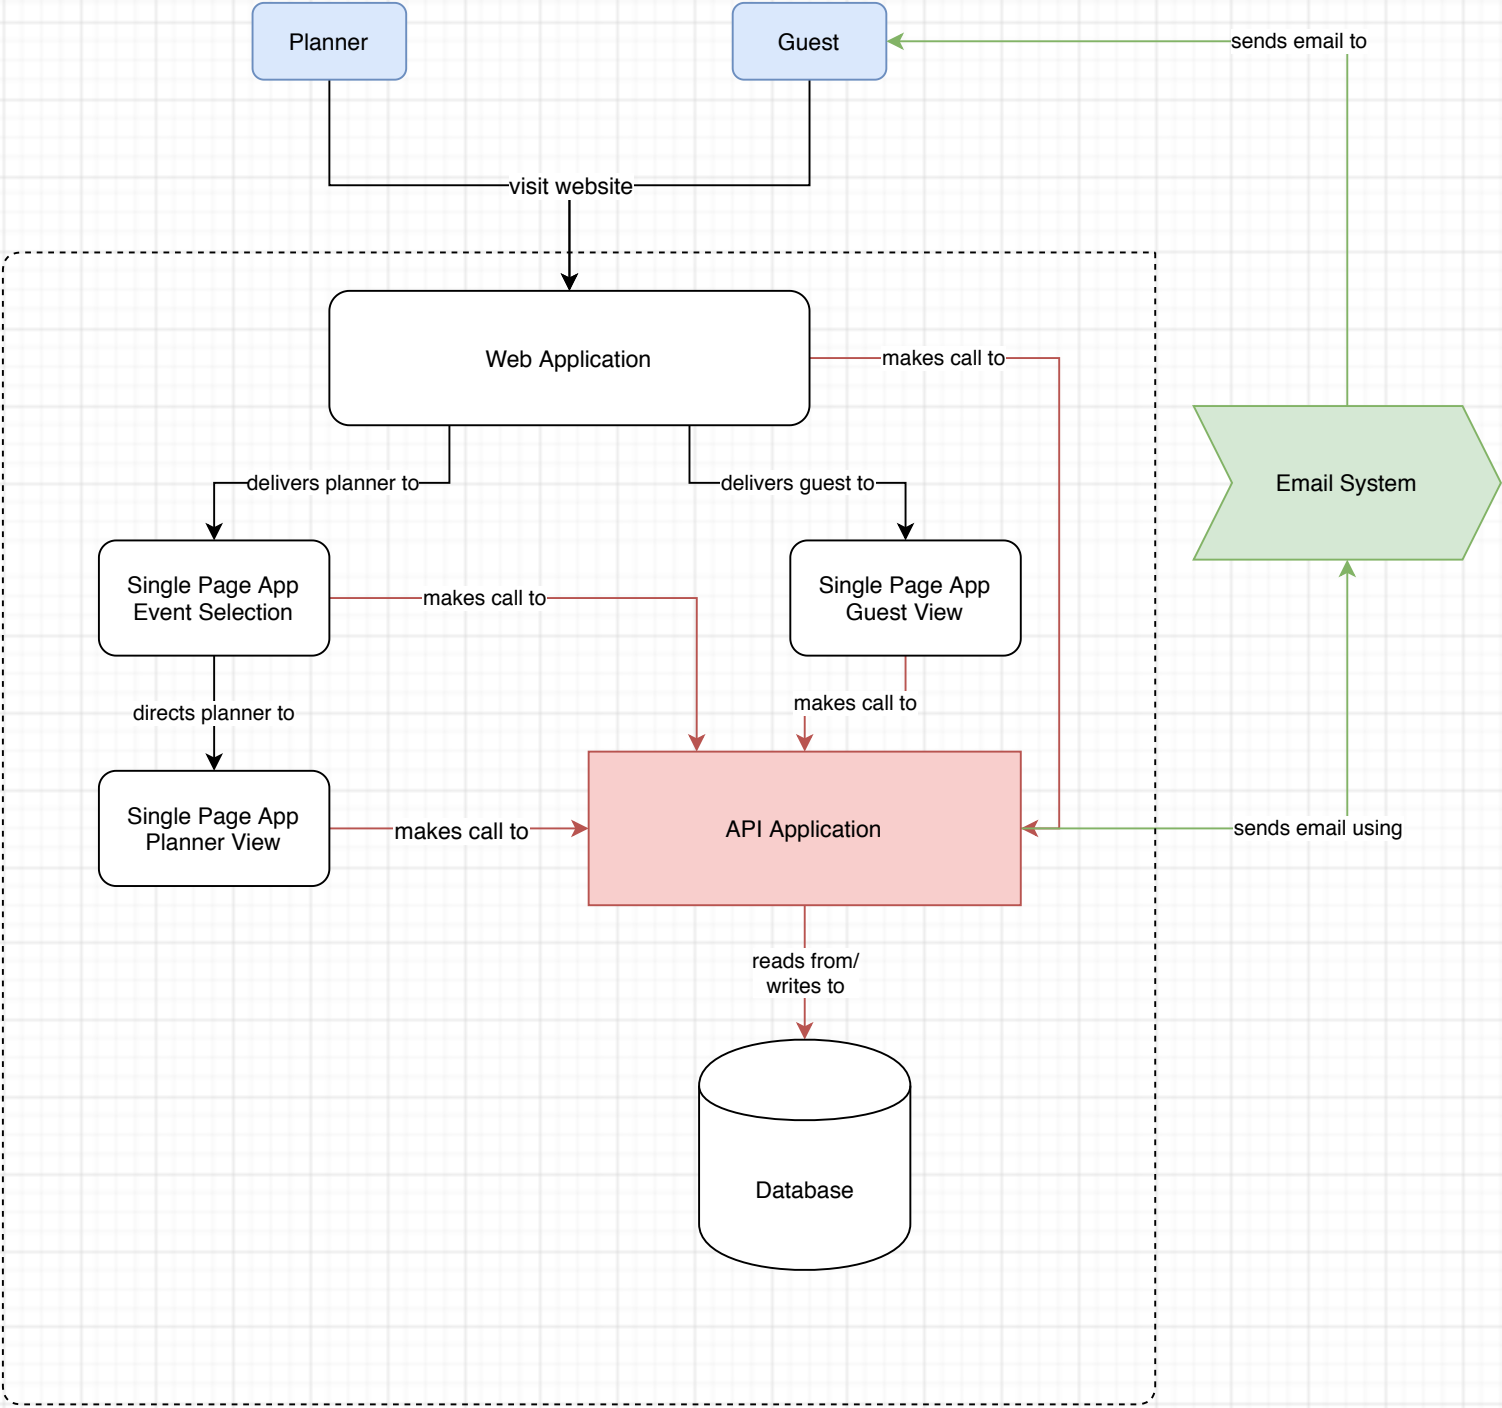 Planner
Guest
sends email to
visit website
Web Application
makes call to
delivers planner to
delivers guest to
Email System
Single Page App
Event Selection
makes call to
Single Page App
Guest View
directs planner to
makes call to
Single Page App
Planner View
makes call to
API Application
sends email using
reads from/
writes to
Database